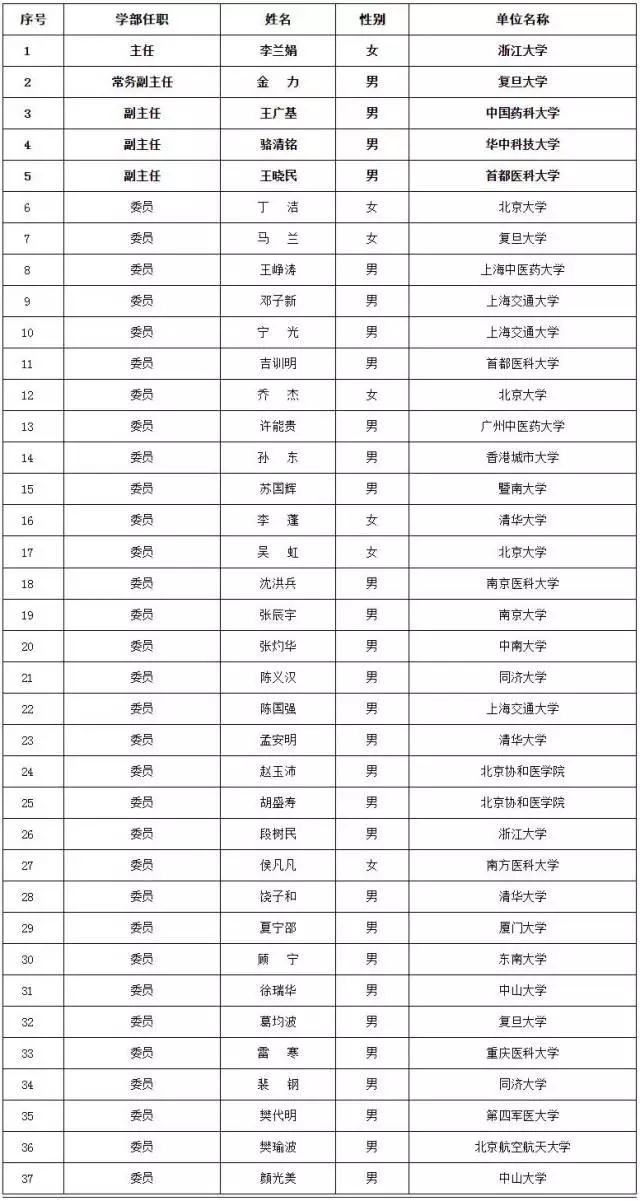 序号 学部任职 姓名 性别 单位名称
1 主任 李兰娟 女 浙江大学
2 常务副主任 金 力 男 复旦大学
3 副主任 王广基 男 中国药科大学
4 副主任 骆清铭 男 华中科技大学
5 副主任 王晓民 男 首都医科大学
6 委员 丁 洁 女 北京大学
7 委员 马 兰 女 复旦大学
8 委员 王峥涛 男 上海中医药大学
9 委员 邓子新 男 上海交通大学
10 委员 宁 光 男 上海交通大学
11 委员 吉训明 男 首都医科大学
12 委员 乔 杰 女 北京大学
13 委员 许能贵 男 广州中医药大学
14 委员 孙 东 男 香港城市大学
15 委员 苏国辉 男 暨南大学
16 委员 李 蓬 女 清华大学
17 委员 吴 虹 女 北京大学
18 委员 沈洪兵 男 南京医科大学
19 委员 张辰宇 男 南京大学
20 委员 张灼华 男 中南大学
21 委员 陈义汉 男 同济大学
22 委员 陈国强 男 上海交通大学
23 委员 孟安明 男 清华大学
24 委员 赵玉沛 男 北京协和医学院
25 委员 胡盛寿 男 北京协和医学院
26 委员 段树民 男 浙江大学
27 委员 侯凡凡 女 南方医科大学
28 委员 饶子和 男 清华大学
29 委员 夏宁邵 男 厦门大学
30 委员 顾 宁 男 东南大学
31 委员 徐瑞华 男 中山大学
32 委员 葛均波 男 复旦大学
33 委员 雷 寒 男 重庆医科大学
34 委员 裴 钢 男 同济大学
35 委员 樊代明 男 第四军医大学
36 委员 樊瑜波 男 北京航空航天大学
37 委员 颜光美 男 中山大学